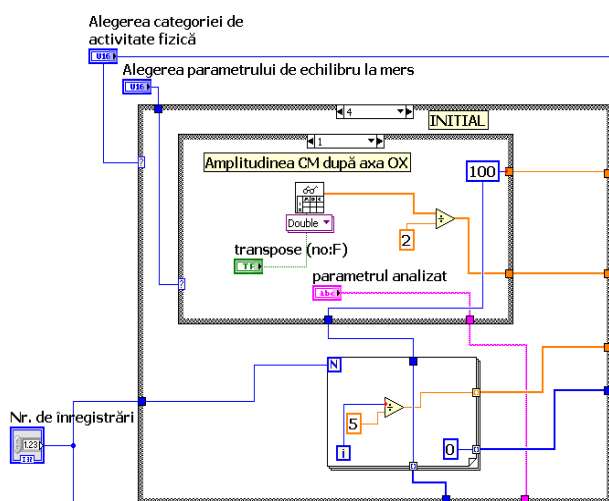 Alegerea categoriei de
activitate fizică
U16
Alegerea parametrului de echilibru la mers
U16
4
INITIAL
1
Amplitudinea CM după axa OX
100
?
Double
2
transpose (no:F)
TF
parametrul analizat
abc
?
N
Nr. de înregistrări
1.23
I32
5
i
0